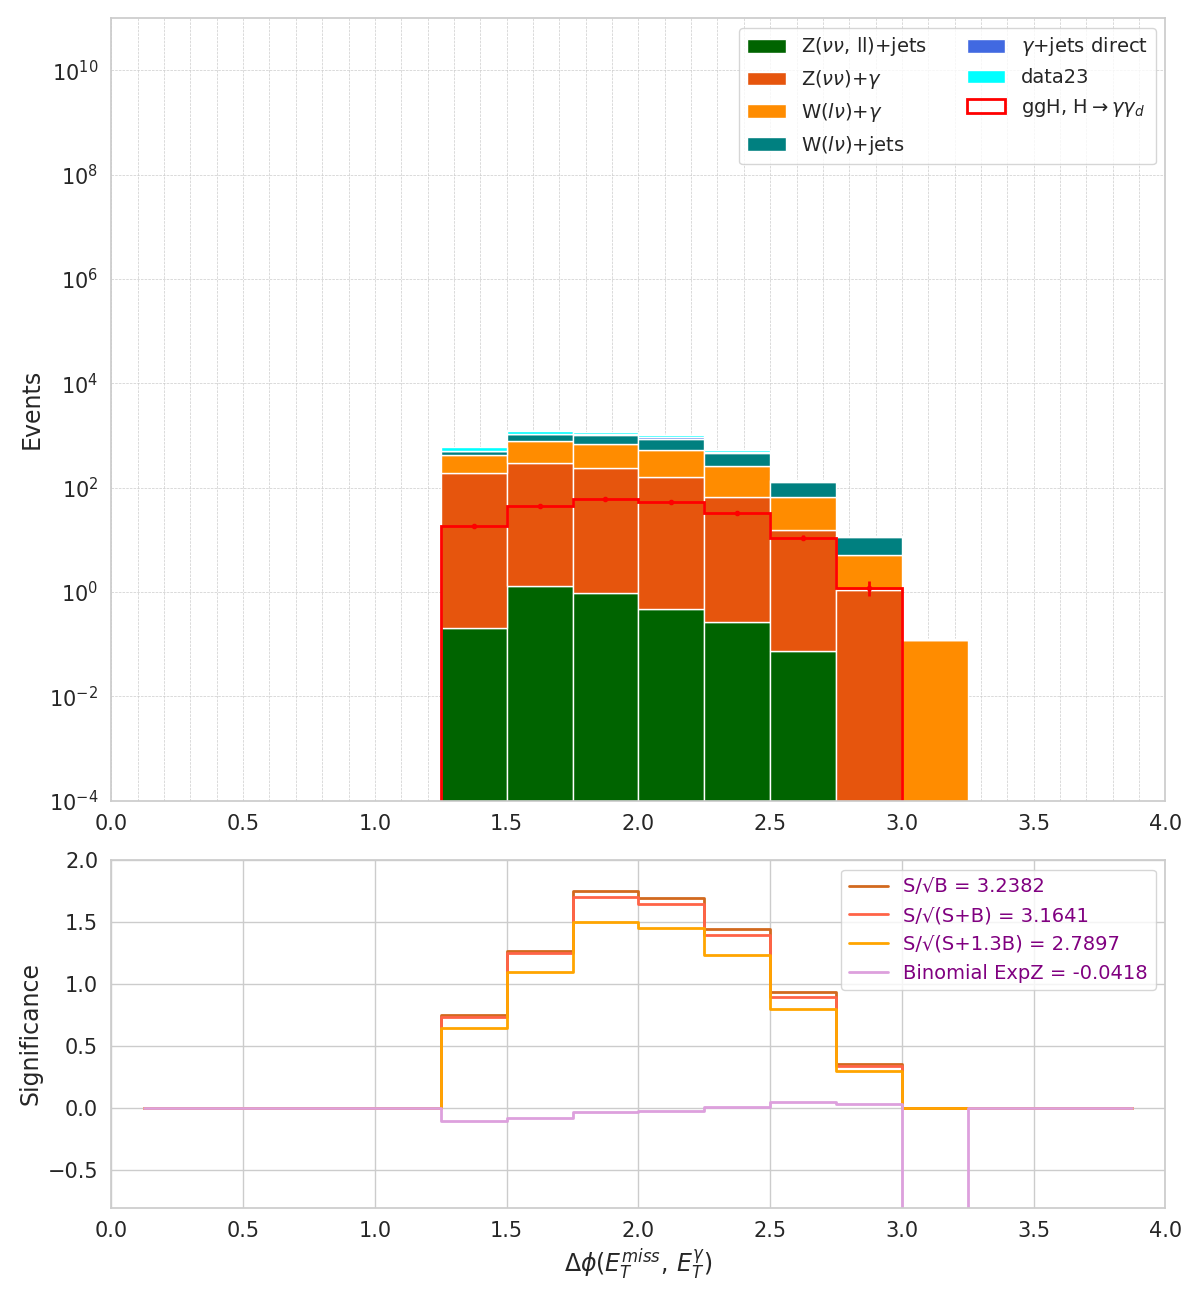 Z(νν, ll)+jets
Z(νν)+γ
W(lν)+γ
W(lν)+jets
γ+jets direct
data23
ggH, H→γγ_d
Events
10^10
10^8
10^6
10^4
10^2
10^0
10^−2
10^−4
0.0 0.5 1.0 1.5 2.0 2.5 3.0 3.5 4.0
S/√B = 3.2382
S/√(S+B) = 3.1641
S/√(S+1.3B) = 2.7897
Binomial ExpZ = -0.0418
Significance
2.0
1.5
1.0
0.5
0.0
−0.5
0.0 0.5 1.0 1.5 2.0 2.5 3.0 3.5 4.0
Δϕ(E_T^miss, E_T^γ)